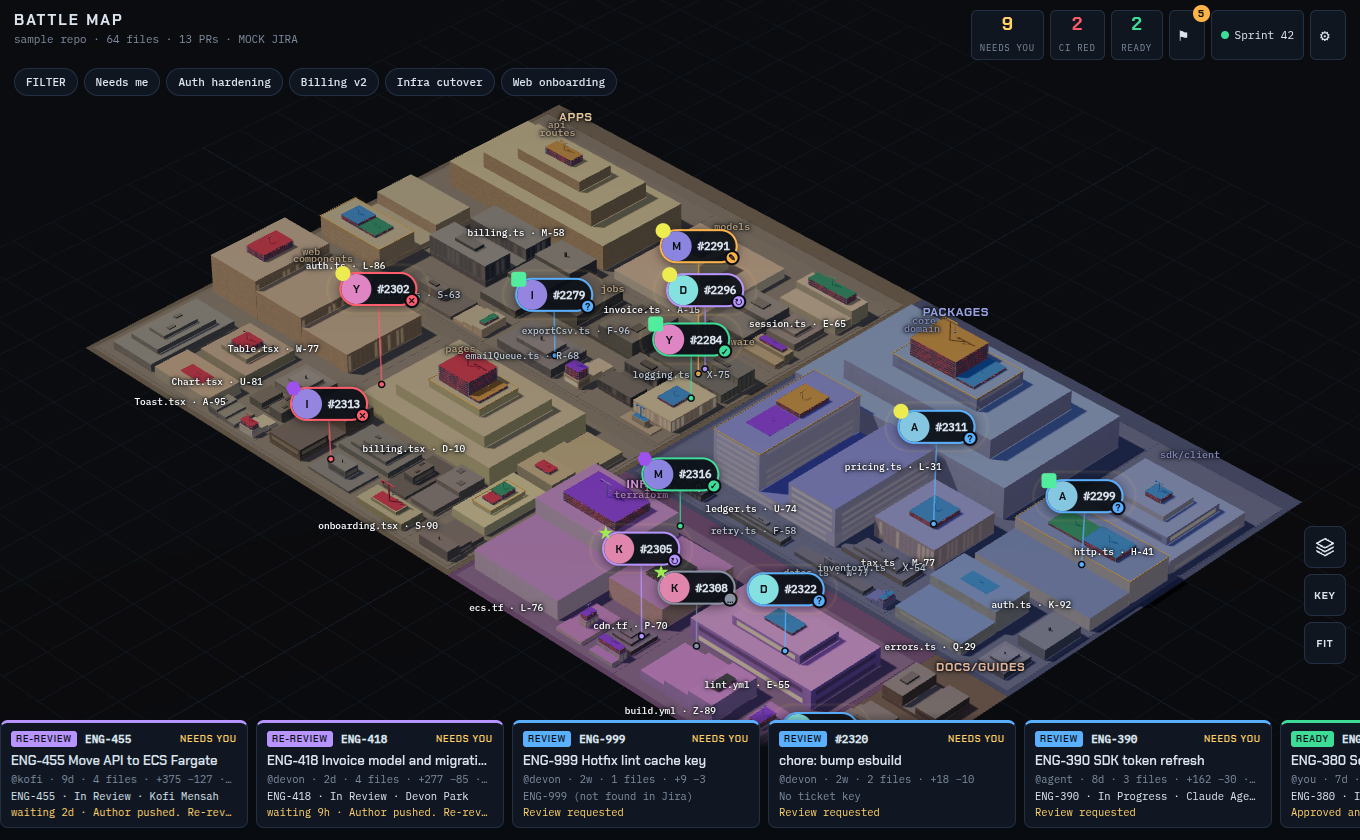 BATTLE MAP
sample repo · 64 files · 13 PRs · MOCK JIRA
9
NEEDS YOU
2
CI RED
2
READY
5
Sprint 42
FILTER
Needs me
Auth hardening
Billing v2
Infra cutover
Web onboarding
APPS
api
routes
models
billing.ts · M-58
web
components
auth.ts · L-86
M #2291
Y #2302
· S-63
I #2279
jobs
D #2296
invoice.ts · A-15
session.ts · E-65
PACKAGES
core
domain
exportCsv.ts · F-96
Y #2284
ware
Table.tsx · W-77
pages
emailQueue.ts · R-68
logging.ts · X-75
Chart.tsx · U-81
Toast.tsx · A-95
I #2313
A #2311
billing.tsx · D-10
sdk/client
pricing.ts · L-31
M #2316
terraform
A #2299
ledger.ts · U-74
onboarding.tsx · S-90
retry.ts · F-58
K #2305
http.ts · H-41
tax.ts · M-77
inventory.ts · X-54
K #2308
D #2322
ecs.tf · L-76
auth.ts · K-92
cdn.tf · P-70
errors.ts · Q-29
DOCS/GUIDES
lint.yml · E-55
build.yml · Z-89
KEY
FIT
RE-REVIEW ENG-455 NEEDS YOU
ENG-455 Move API to ECS Fargate
@kofi · 9d · 4 files · +375 −127 ·…
ENG-455 · In Review · Kofi Mensah
waiting 2d · Author pushed. Re-rev…
RE-REVIEW ENG-418 NEEDS YOU
ENG-418 Invoice model and migrati…
@devon · 2d · 4 files · +277 −85 ·…
ENG-418 · In Review · Devon Park
waiting 9h · Author pushed. Re-rev…
REVIEW ENG-999 NEEDS YOU
ENG-999 Hotfix lint cache key
@devon · 2w · 1 files · +9 −3
ENG-999 (not found in Jira)
Review requested
REVIEW #2320 NEEDS YOU
chore: bump esbuild
@devon · 2w · 2 files · +18 −10
No ticket key
Review requested
REVIEW ENG-390 NEEDS YOU
ENG-390 SDK token refresh
@agent · 8d · 3 files · +162 −30 ·…
ENG-390 · In Progress · Claude Age…
Review requested
READY
ENG-380
@you · 7d
ENG-380 ·
Approved